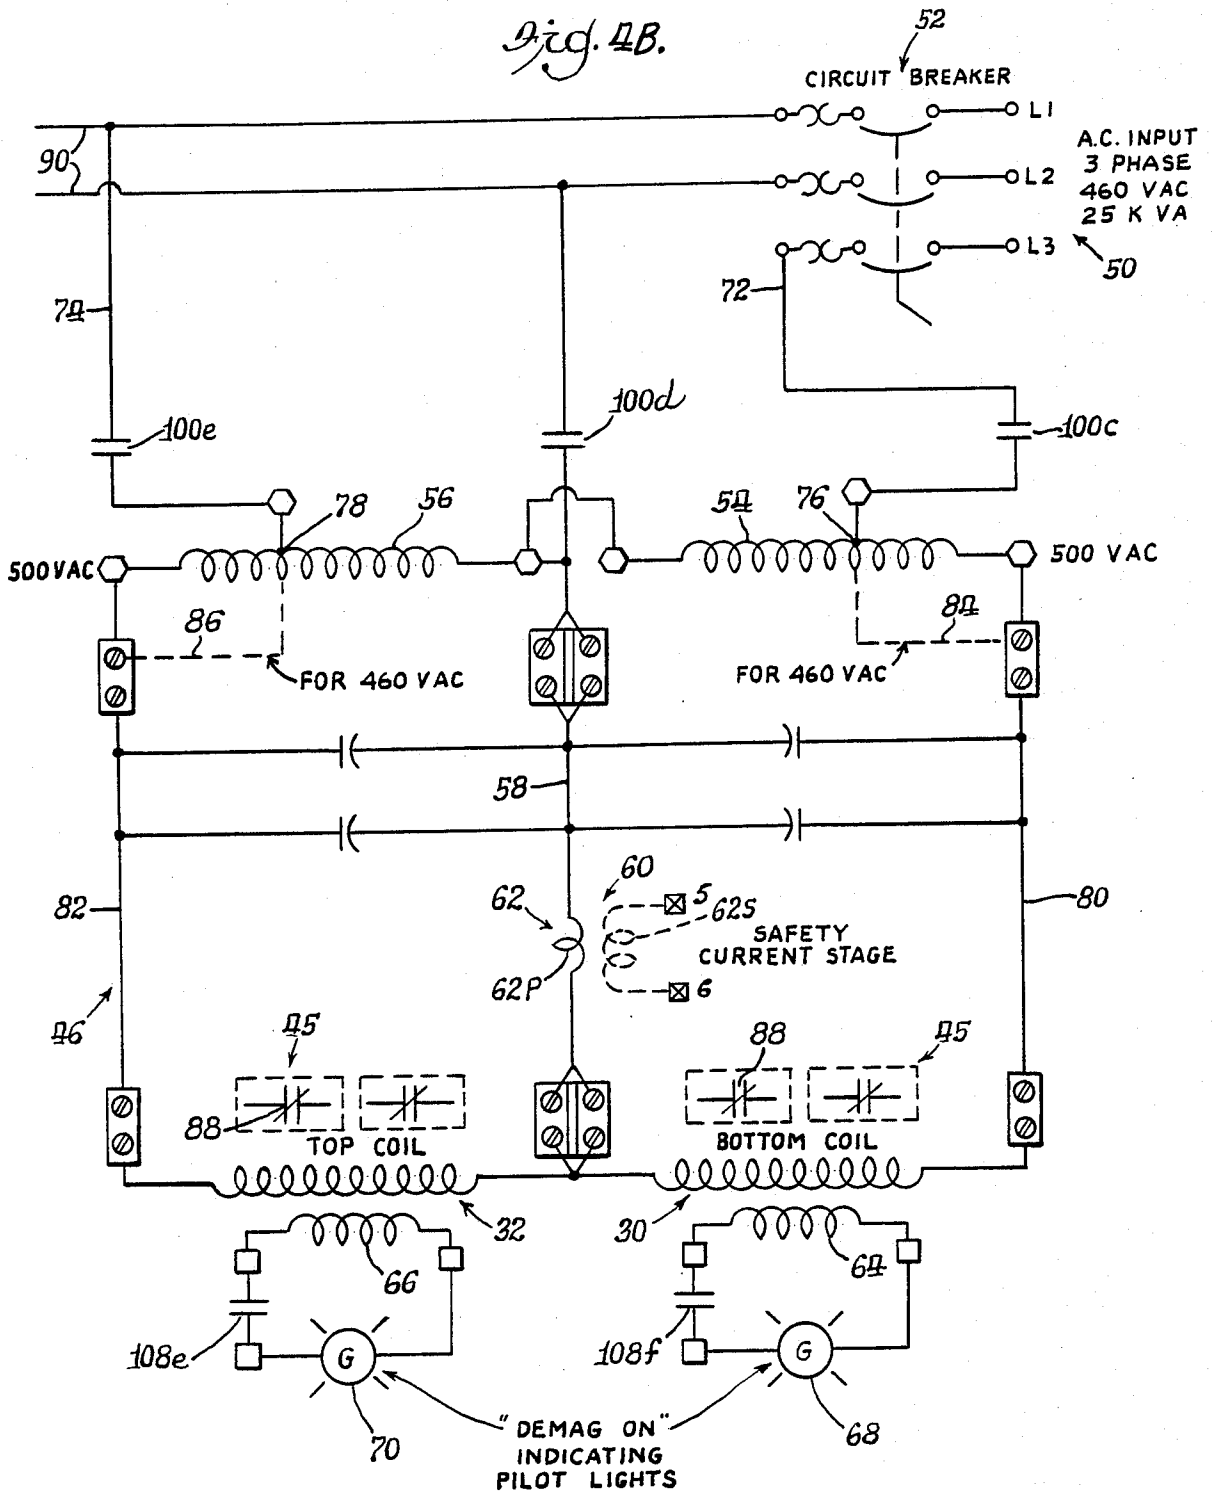 Fig. 4B.
52
CIRCUIT BREAKER
L1
A.C. INPUT
3 PHASE
460 VAC
25 K VA
90
L2
L3
50
74
72
100e
100d
100c
78
56
54
76
500 VAC
500 VAC
86
84
FOR 460 VAC
FOR 460 VAC
58
82
62
60
5
62S
80
SAFETY
CURRENT STAGE
62P
6
46
45
88
45
88
TOP COIL
BOTTOM COIL
32
30
66
64
108e
G
108f
G
70
"DEMAG ON"
INDICATING
PILOT LIGHTS
68